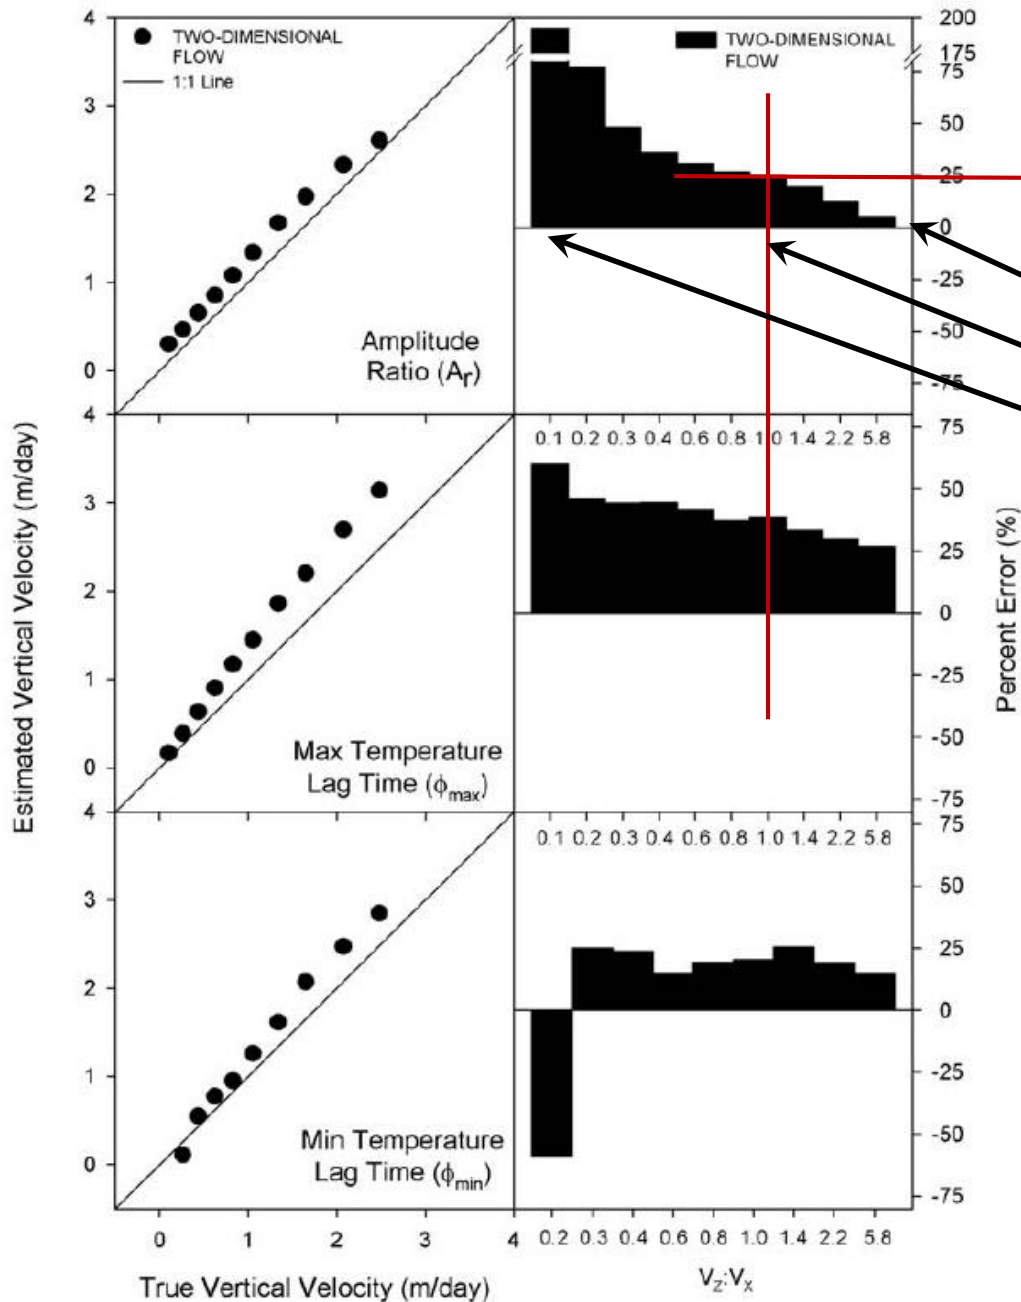 4
TWO-DIMENSIONAL
FLOW
1:1 Line
3
2
1
0
Amplitude
Ratio (Ar)
TWO-DIMENSIONAL
FLOW
200
175
75
50
25
0
-25
-50
-75
0.1 0.2 0.3 0.4 0.6 0.8 1.0 1.4 2.2 5.8
Estimated Vertical Velocity (m/day)
4
3
2
1
0
Max Temperature
Lag Time (ϕmax)
75
50
25
0
-25
-50
-75
Percent Error (%)
0.1 0.2 0.3 0.4 0.6 0.8 1.0 1.4 2.2 5.8
4
3
2
1
0
Min Temperature
Lag Time (ϕmin)
75
50
25
0
-25
-50
-75
0 1 2 3 4
True Vertical Velocity (m/day)
0.2 0.3 0.4 0.6 0.8 1.0 1.4 2.2 5.8
Vz:Vx